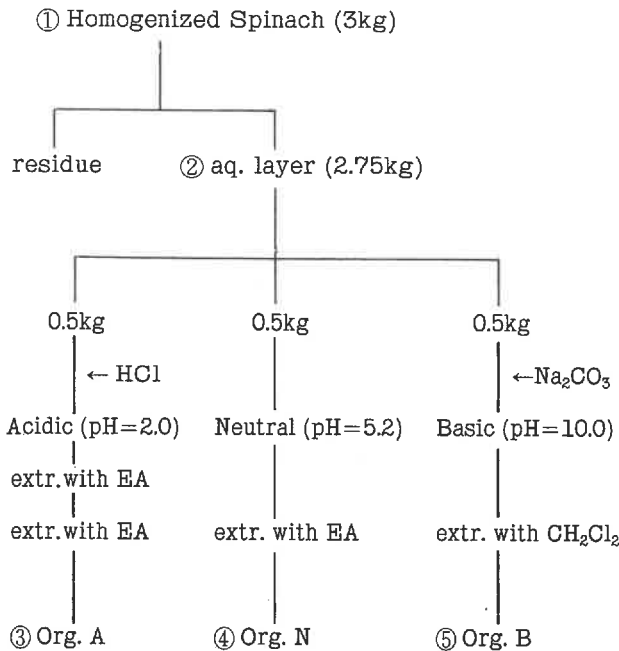 ① Homogenized Spinach (3kg)
residue ② aq. layer (2.75kg)
0.5kg 0.5kg 0.5kg
← HCl ←Na₂CO₃
Acidic (pH=2.0) Neutral (pH=5.2) Basic (pH=10.0)
extr.with EA
extr.with EA extr. with EA extr. with CH₂Cl₂
③ Org. A ④ Org. N ⑤ Org. B